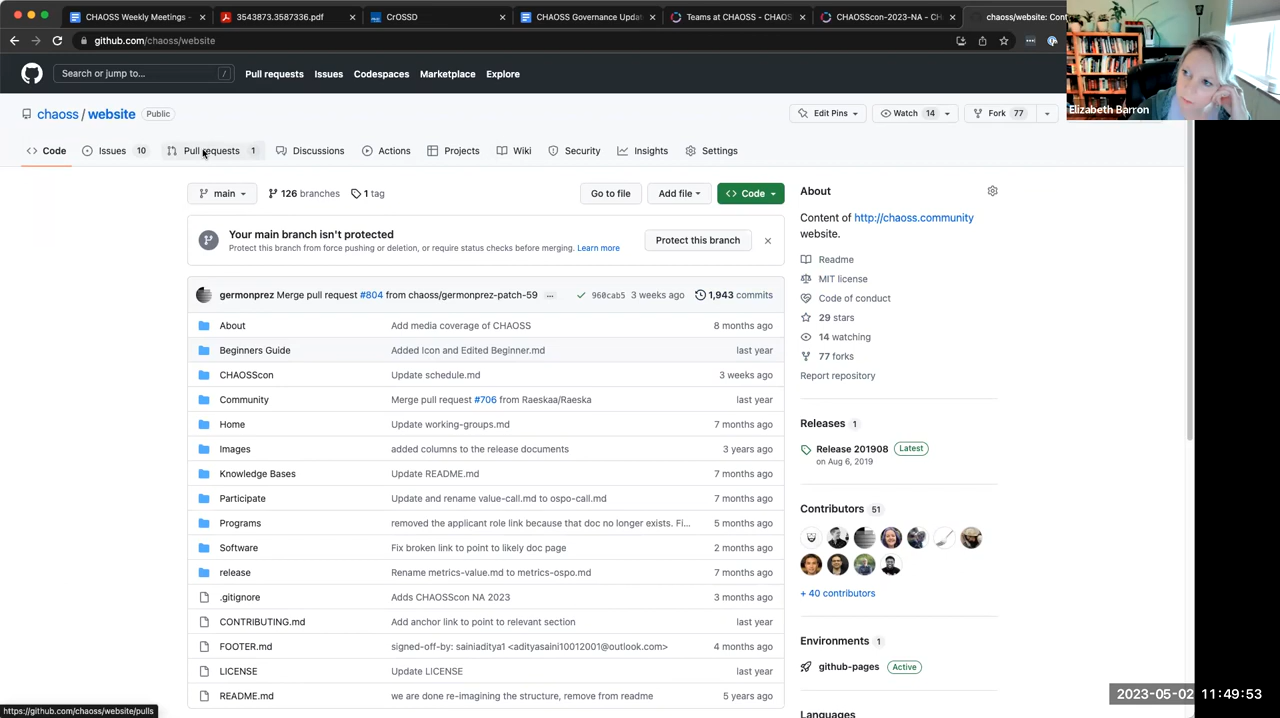 CHAOSS Weekly Meetings -
3543873.3587336.pdf
CrOSSD
CHAOSS Governance Updat
Teams at CHAOSS - CHAOS
CHAOSScon-2023-NA - CH
chaoss/website: Cont
github.com/chaoss/website
Search or jump to... /
Pull requests Issues Codespaces Marketplace Explore
Elizabeth Barron
chaoss / website Public
Edit Pins Watch 14 Fork 77
Code Issues 10 Pull requests 1 Discussions Actions Projects Wiki Security Insights Settings
main 126 branches 1 tag Go to file Add file Code
Your main branch isn't protected
Protect this branch from force pushing or deletion, or require status checks before merging. Learn more
Protect this branch
germonprez Merge pull request #804 from chaoss/germonprez-patch-59 ... 960cab5 3 weeks ago 1,943 commits
About Add media coverage of CHAOSS 8 months ago
Beginners Guide Added Icon and Edited Beginner.md last year
CHAOSScon Update schedule.md 3 weeks ago
Community Merge pull request #706 from Raeskaa/Raeska last year
Home Update working-groups.md 7 months ago
Images added columns to the release documents 3 years ago
Knowledge Bases Update README.md 7 months ago
Participate Update and rename value-call.md to ospo-call.md 7 months ago
Programs removed the applicant role link because that doc no longer exists. Fi... 5 months ago
Software Fix broken link to point to likely doc page 2 months ago
release Rename metrics-value.md to metrics-ospo.md 7 months ago
.gitignore Adds CHAOSScon NA 2023 3 months ago
CONTRIBUTING.md Add anchor link to point to relevant section last year
FOOTER.md signed-off-by: sainiaditya1 <adityasaini10012001@outlook.com> 4 months ago
LICENSE Update LICENSE last year
README.md we are done re-imagining the structure, remove from readme 5 years ago
About
Content of http://chaoss.community
website.
Readme
MIT license
Code of conduct
29 stars
14 watching
77 forks
Report repository
Releases 1
Release 201908 Latest
on Aug 6, 2019
Contributors 51
+ 40 contributors
Environments 1
github-pages Active
Languages
https://github.com/chaoss/website/pulls
2023-05-02 11:49:53